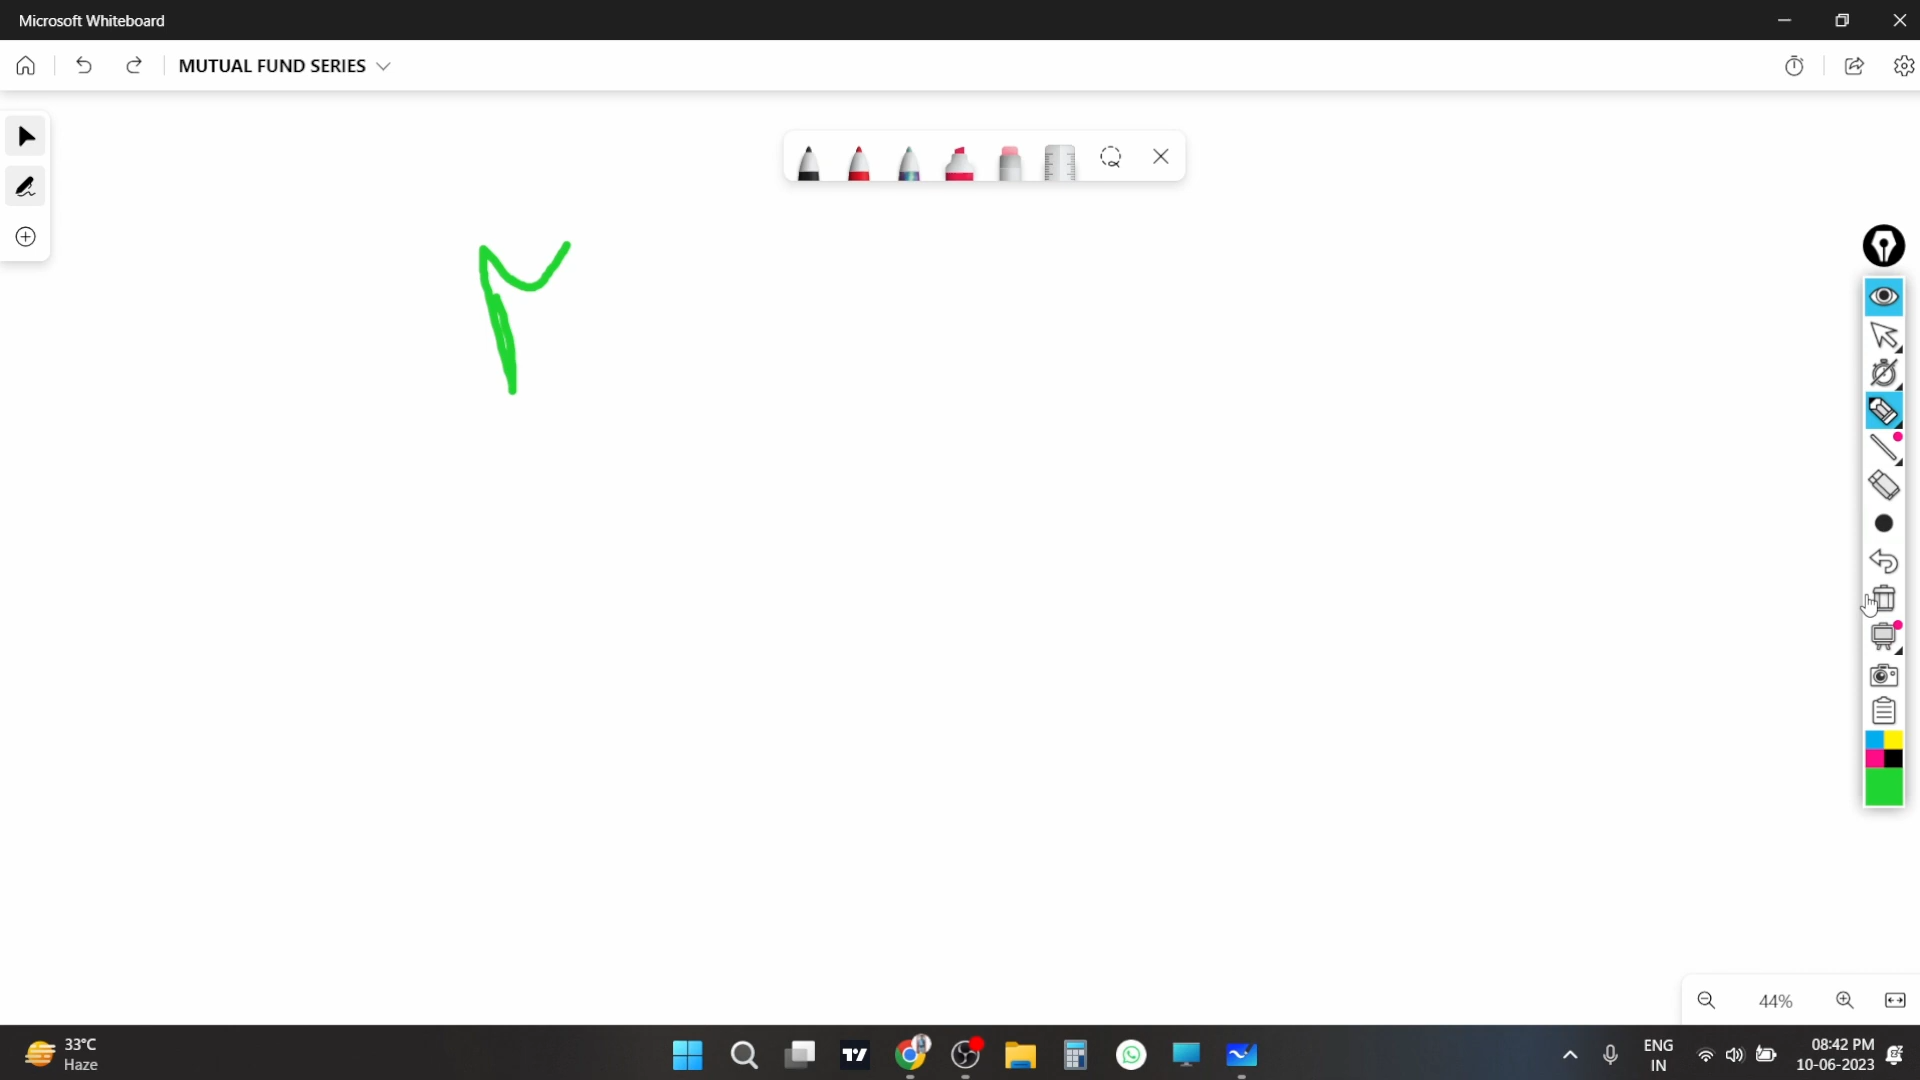 Microsoft Whiteboard
MUTUAL FUND SERIES
44%
33°C
Haze
ENG
IN
08:42 PM
10-06-2023